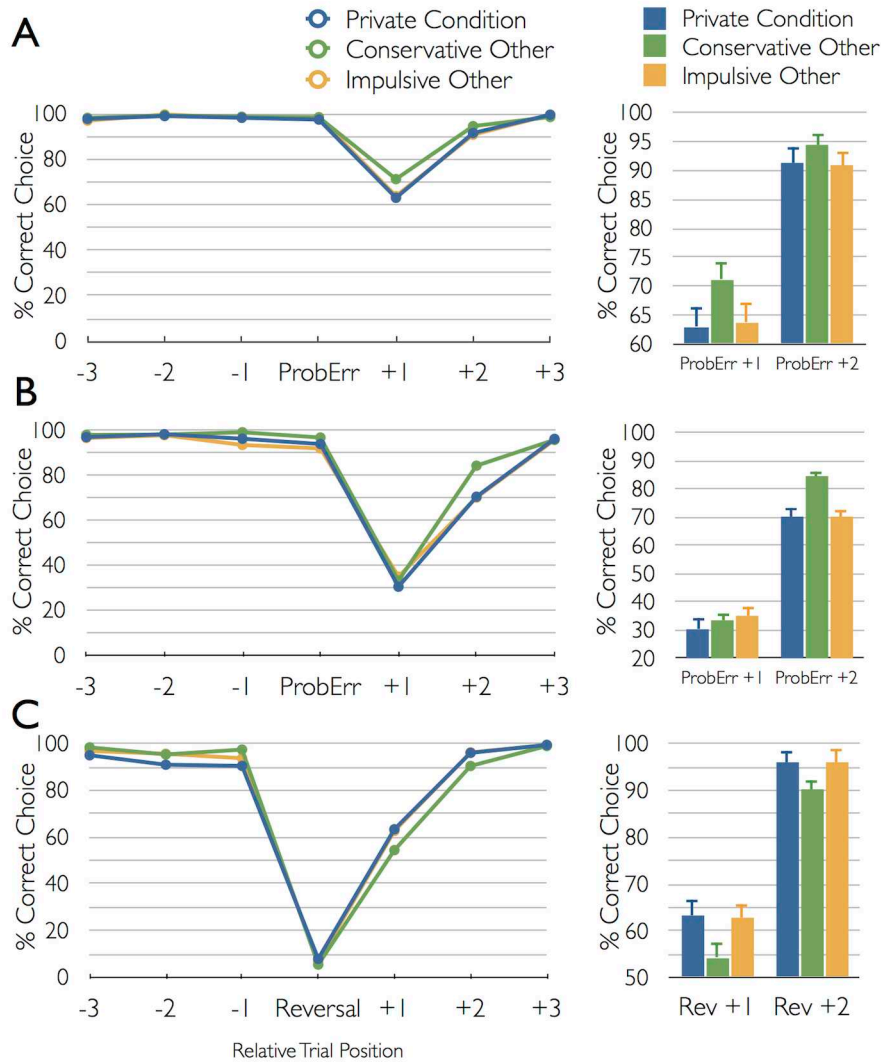 A
Private Condition
Conservative Other
Impulsive Other
Private Condition
Conservative Other
Impulsive Other
% Correct Choice
100
80
60
40
20
0
-3 -2 -1 ProbErr +1 +2 +3
% Correct Choice
100
95
90
85
80
75
70
65
60
ProbErr +1 ProbErr +2
B
% Correct Choice
100
80
60
40
20
0
-3 -2 -1 ProbErr +1 +2 +3
% Correct Choice
100
90
80
70
60
50
40
30
20
ProbErr +1 ProbErr +2
C
% Correct Choice
100
80
60
40
20
0
-3 -2 -1 Reversal +1 +2 +3
Relative Trial Position
% Correct Choice
100
90
80
70
60
50
Rev +1 Rev +2